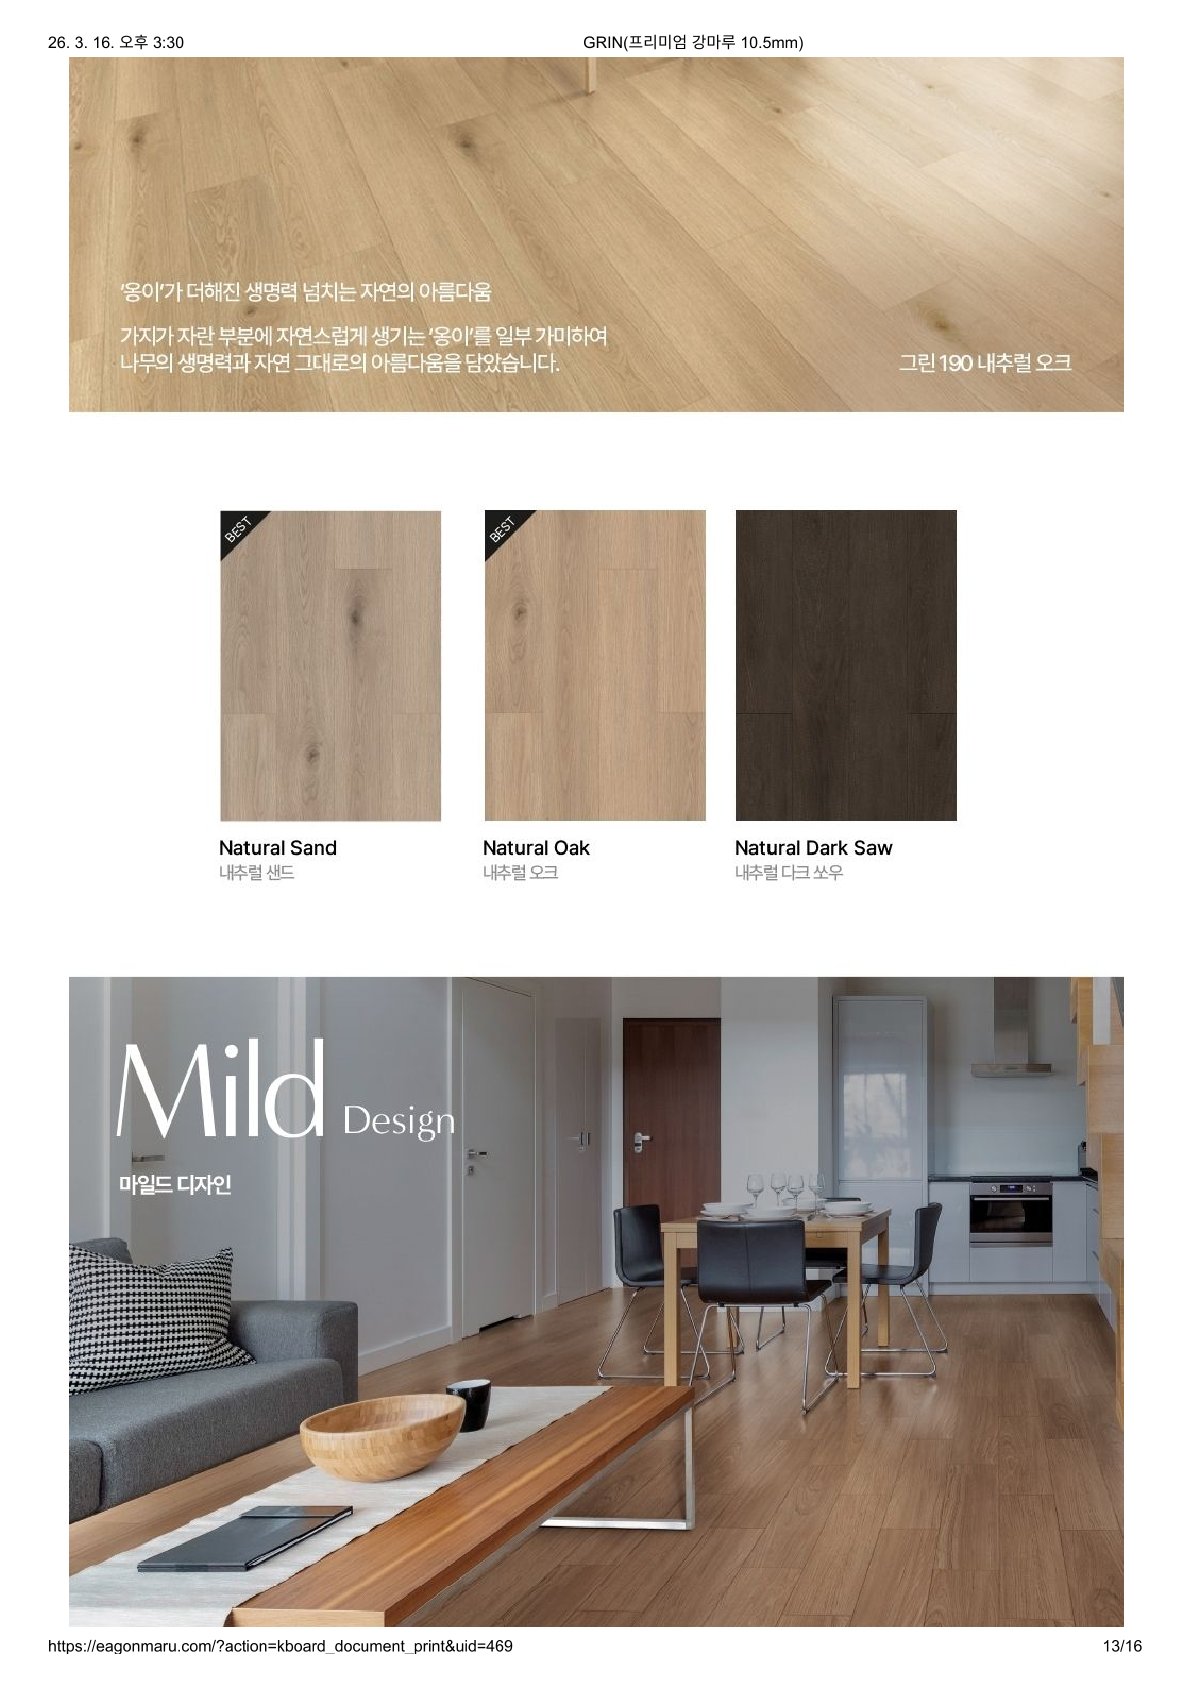 26. 3. 16. 오후 3:30
GRIN(프리미엄 강마루 10.5mm)
'옹이'가 더해진 생명력 넘치는 자연의 아름다움
가지가 자란 부분에 자연스럽게 생기는 '옹이'를 일부 가미하여
나무의 생명력과 자연 그대로의 아름다움을 담았습니다.
그린 190 내추럴 오크
BEST
BEST
Natural Sand
내추럴 샌드
Natural Oak
내추럴 오크
Natural Dark Saw
내추럴 다크 쏘우
Mild Design
마일드 디자인
https://eagonmaru.com/?action=kboard_document_print&uid=469
13/16